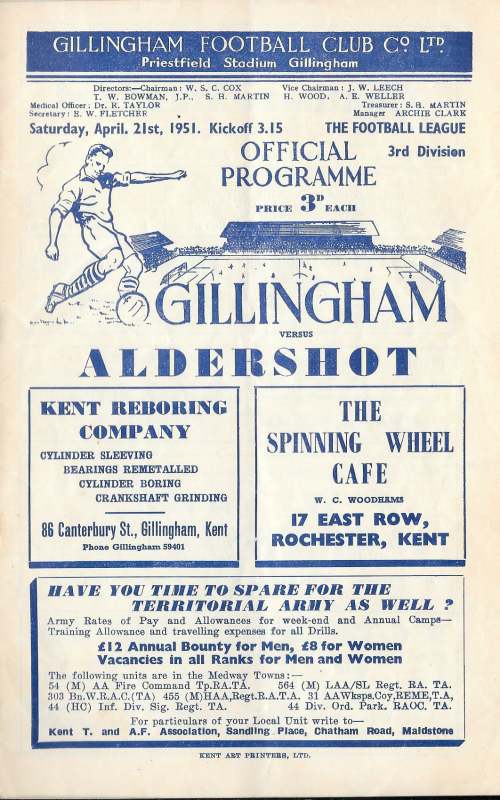 GILLINGHAM FOOTBALL CLUB Co LTD.
Priestfield Stadium Gillingham
Directors:—Chairman: W. S. C. COX Vice Chairman: J. W. LEECH
T. W. BOWMAN, J.P., S. H. MARTIN H. WOOD, A. E. WELLER
Medical Officer: Dr. R. TAYLOR Treasurer: S. H. MARTIN
Secretary: E. W. FLETCHER Manager ARCHIE CLARK
Saturday, April. 21st, 1951. Kickoff 3.15 THE FOOTBALL LEAGUE
3rd Division
OFFICIAL
PROGRAMME
PRICE 3D EACH
GILLINGHAM
VERSUS
ALDERSHOT
KENT REBORING
COMPANY
CYLINDER SLEEVING
BEARINGS REMETALLED
CYLINDER BORING
CRANKSHAFT GRINDING
86 Canterbury St., Gillingham, Kent
Phone Gillingham 59401
THE
SPINNING WHEEL
CAFE
W. C. WOODHAMS
17 EAST ROW,
ROCHESTER, KENT
HAVE YOU TIME TO SPARE FOR THE
TERRITORIAL ARMY AS WELL ?
Army Rates of Pay and Allowances for week-end and Annual Camps—
Training Allowance and travelling expenses for all Drills.
£12 Annual Bounty for Men, £8 for Women
Vacancies in all Ranks for Men and Women
The following units are in the Medway Towns:—
54 (M) AA Fire Command Tp.RA.TA. 564 (M) LAA/SL Regt. RA. TA.
303 Bn.W.R.A.C.(TA) 455 (M)HAA,Regt.R.A.T.A. 31 AAWksps.Coy,REME,T.A,
44 (HC) Inf. Div. Sig. Regt. TA. 44 Div. Ord. Park. RAOC. TA.
For particulars of your Local Unit write to—
Kent T. and A.F. Association, Sandling Place, Chatham Road, Maidstone
KENT ART PRINTERS, LTD.